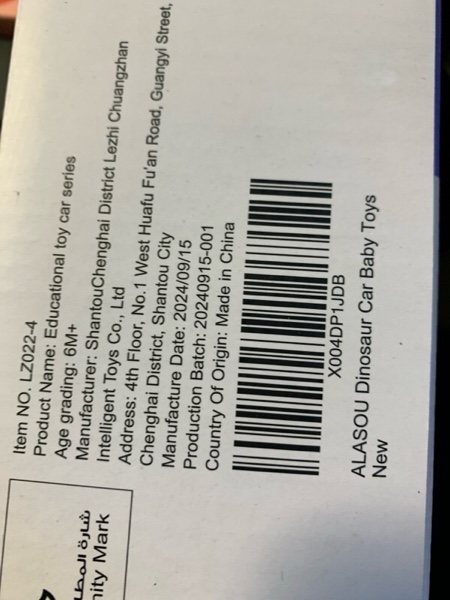 Item NO. LZ022-4
Product Name: Educational toy car series
Age grading: 6M+
Manufacturer: ShantouChenghai District Lezhi Chuangzhan
Intelligent Toys Co., Ltd
Address: 4th Floor, No.1 West Huafu Fu'an Road, Guangyi Street,
Chenghai District, Shantou City
Manufacture Date: 2024/09/15
Production Batch: 20240915-001
Country Of Origin: Made in China
X004DP1JDB
ALASOU Dinosaur Car Baby Toys
New
شارة
Mark